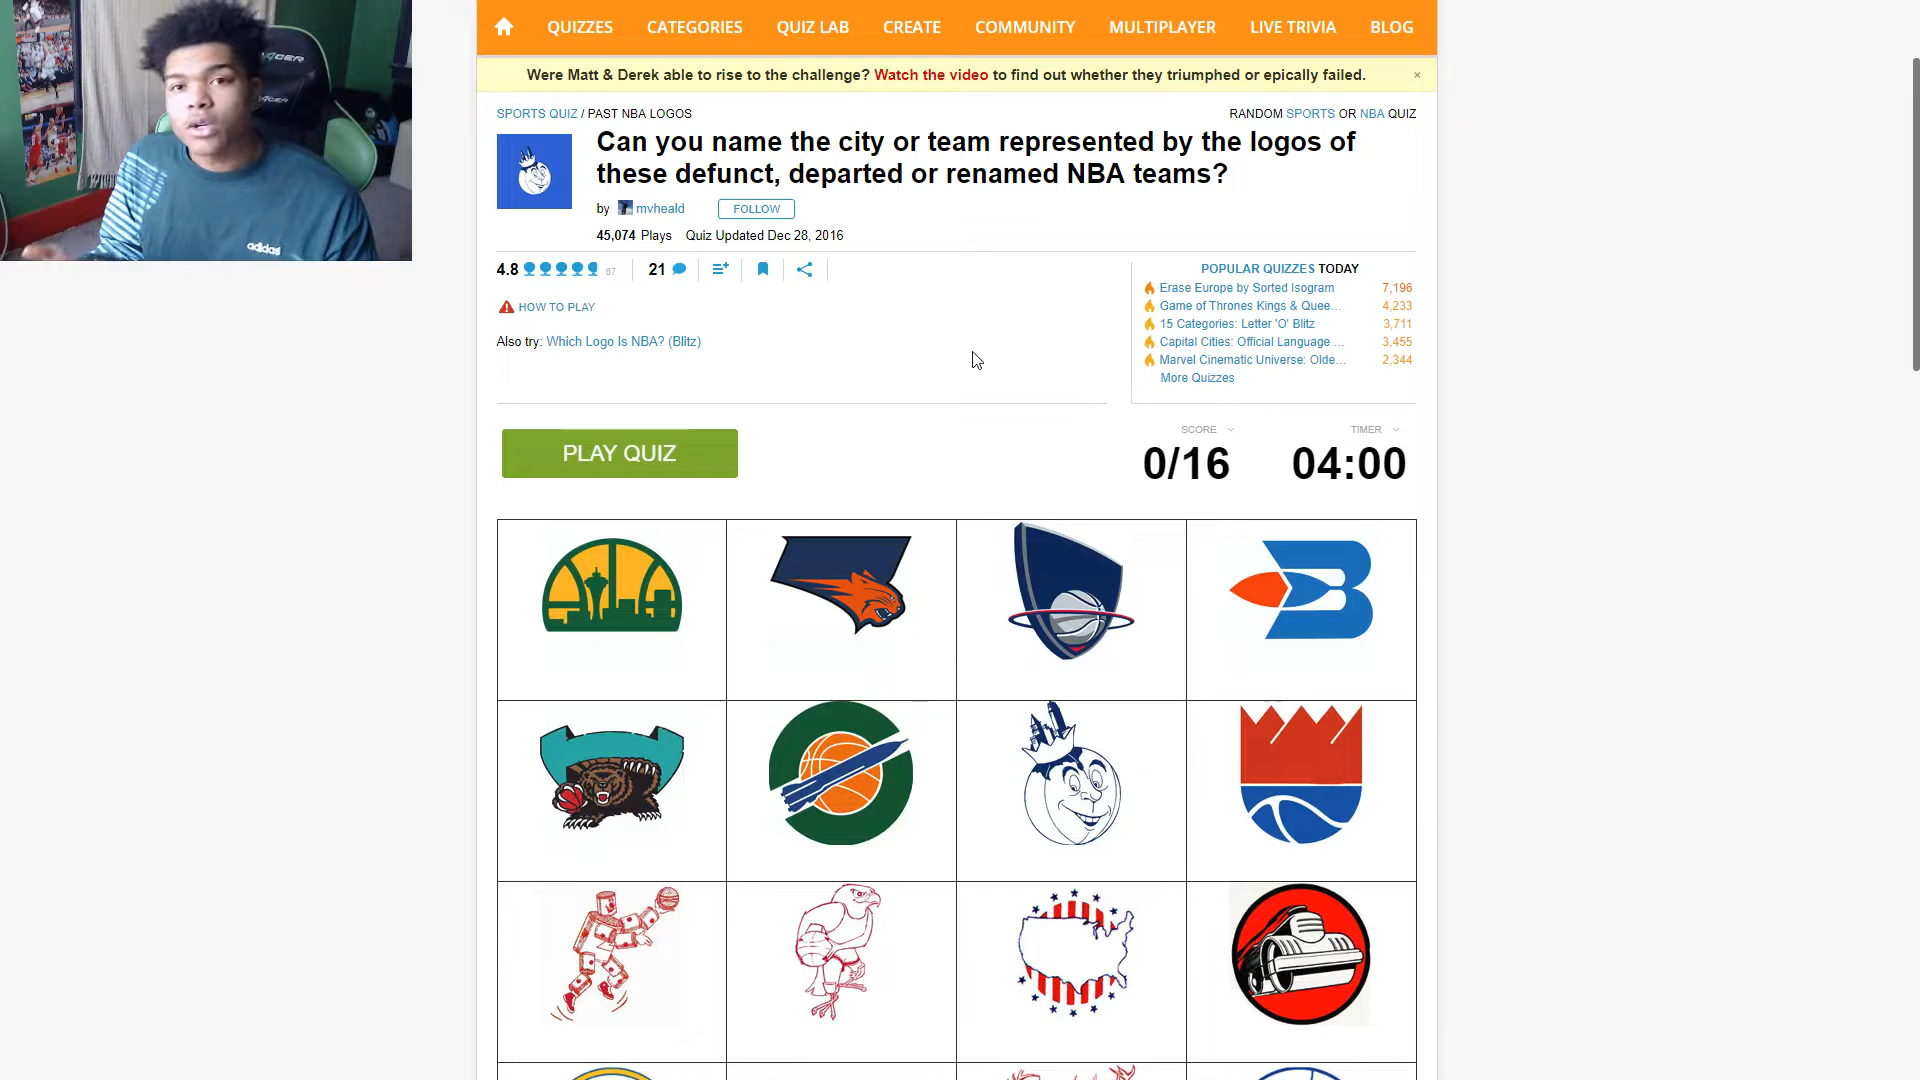 QUIZZES CATEGORIES QUIZ LAB CREATE COMMUNITY MULTIPLAYER LIVE TRIVIA BLOG
Were Matt & Derek able to rise to the challenge? Watch the video to find out whether they triumphed or epically failed. ×
SPORTS QUIZ / PAST NBA LOGOS
RANDOM SPORTS OR NBA QUIZ
Can you name the city or team represented by the logos of
these defunct, departed or renamed NBA teams?
by mvheald FOLLOW
45,074 Plays Quiz Updated Dec 28, 2016
4.8 67 21
HOW TO PLAY
Also try: Which Logo Is NBA? (Blitz)
POPULAR QUIZZES TODAY
Erase Europe by Sorted Isogram 7,196
Game of Thrones Kings & Quee... 4,233
15 Categories: Letter 'O' Blitz 3,711
Capital Cities: Official Language ... 3,455
Marvel Cinematic Universe: Olde... 2,344
More Quizzes
PLAY QUIZ
SCORE
0/16
TIMER
04:00
adidas